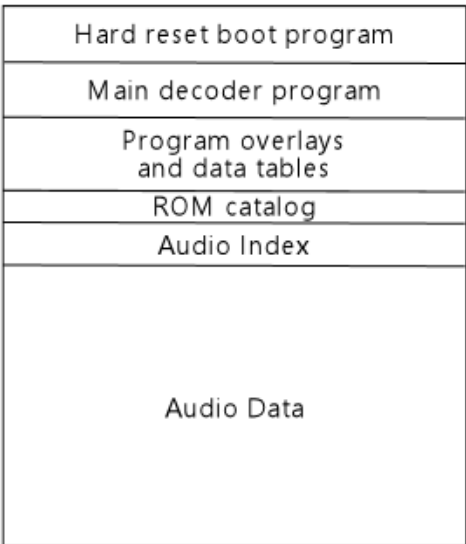 Hard reset boot program
Main decoder program
Program overlays
and data tables
ROM catalog
Audio Index
Audio Data